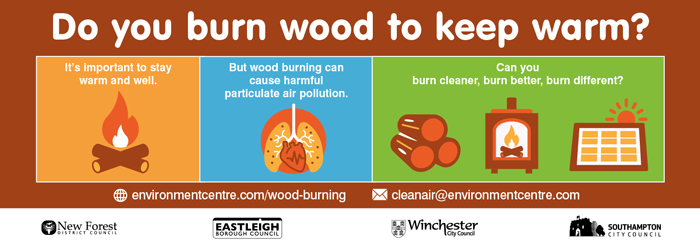 Do you burn wood to keep warm?
It's important to stay
warm and well.
But wood burning can
cause harmful
particulate air pollution.
Can you
burn cleaner, burn better, burn different?
environmentcentre.com/wood-burning
cleanair@environmentcentre.com
New Forest
DISTRICT COUNCIL
EASTLEIGH
BOROUGH COUNCIL
Winchester
City Council
SOUTHAMPTON
CITY COUNCIL